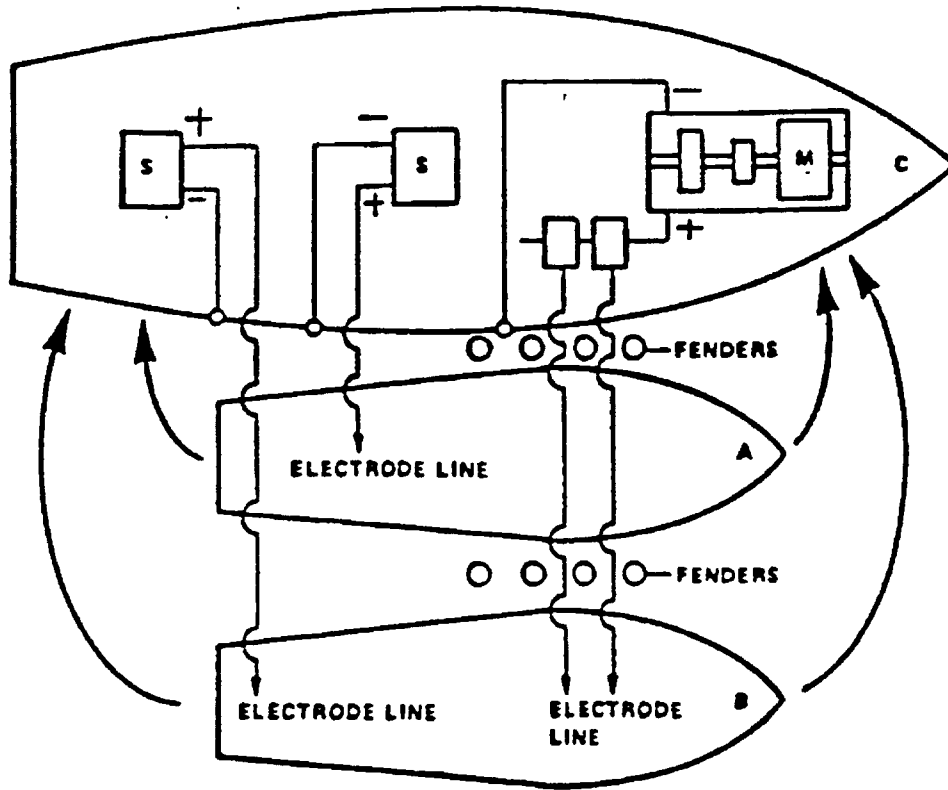 +
−
S
−
−
S
+
−
M
+
C
FENDERS
A
ELECTRODE LINE
FENDERS
B
ELECTRODE LINE
ELECTRODE
LINE